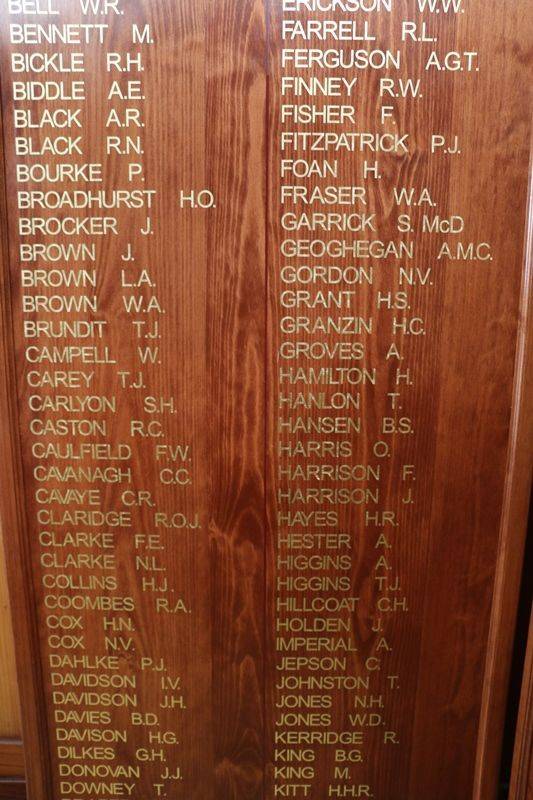 BELL W.R.
BENNETT M.
BICKLE R.H.
BIDDLE A.E.
BLACK A.R.
BLACK R.N.
BOURKE P.
BROADHURST H.O.
BROCKER J.
BROWN J.
BROWN L.A.
BROWN W.A.
BRUNDIT T.J.
CAMPELL W.
CAREY T.J.
CARLYON S.H.
CASTON R.C.
CAULFIELD F.W.
CAVANAGH C.C.
CAVAYE C.R.
CLARIDGE R.O.J.
CLARKE F.E.
CLARKE N.L.
COLLINS H.J.
COOMBES R.A.
COX H.N.
COX N.V.
DAHLKE P.J.
DAVIDSON I.V.
DAVIDSON J.H.
DAVIES B.D.
DAVISON H.G.
DILKES G.H.
DONOVAN J.J.
DOWNEY T.
ERICKSON W.W.
FARRELL R.L.
FERGUSON A.G.T.
FINNEY R.W.
FISHER F.
FITZPATRICK P.J.
FOAN H.
FRASER W.A.
GARRICK S. McD
GEOGHEGAN A.M.C.
GORDON N.V.
GRANT H.S.
GRANZIN H.C.
GROVES A.
HAMILTON H.
HANLON T.
HANSEN B.S.
HARRIS O.
HARRISON F.
HARRISON J.
HAYES H.R.
HESTER A.
HIGGINS A.
HIGGINS T.J.
HILLCOAT C.H.
HOLDEN J.
IMPERIAL A.
JEPSON C.
JOHNSTON T.
JONES N.H.
JONES W.D.
KERRIDGE R.
KING B.G.
KING M.
KITT H.H.R.